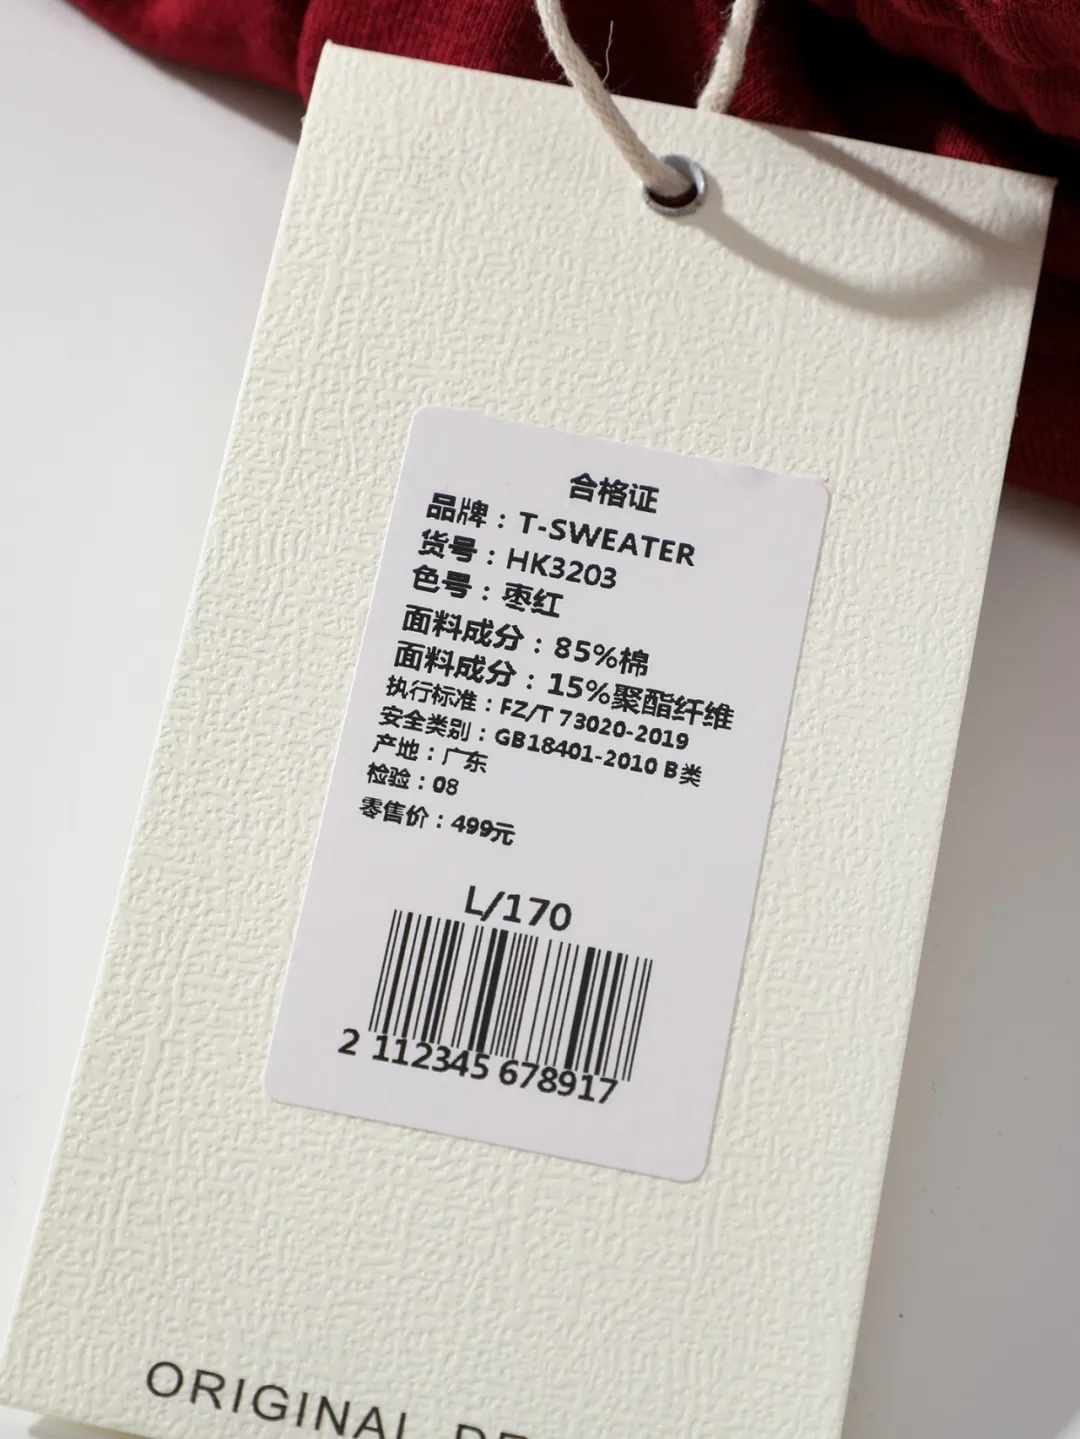 合格证
品牌：T-SWEATER
货号：HK3203
色号：枣红
面料成分：85%棉
面料成分：15%聚酯纤维
执行标准：FZ/T 73020-2019
安全类别：GB18401-2010 B类
产地：广东
检验：08
零售价：499元
L/170
2 112345 678917
ORIGINAL